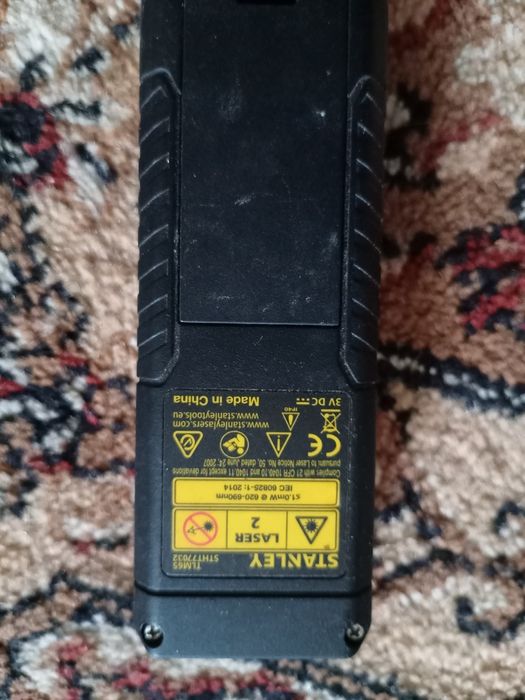 STANLEY
TLM65
STHT77032
LASER
2
≤1.0mW @ 620-690nm
IEC 60825-1: 2014
Complies with 21 CFR 1040.10 and 1040.11 except for deviations
pursuant to Laser Notice No. 50, dated June 24, 2007
CE
IP40
3V DC
www.stanleylasers.com
www.stanleytools.eu
Made in China